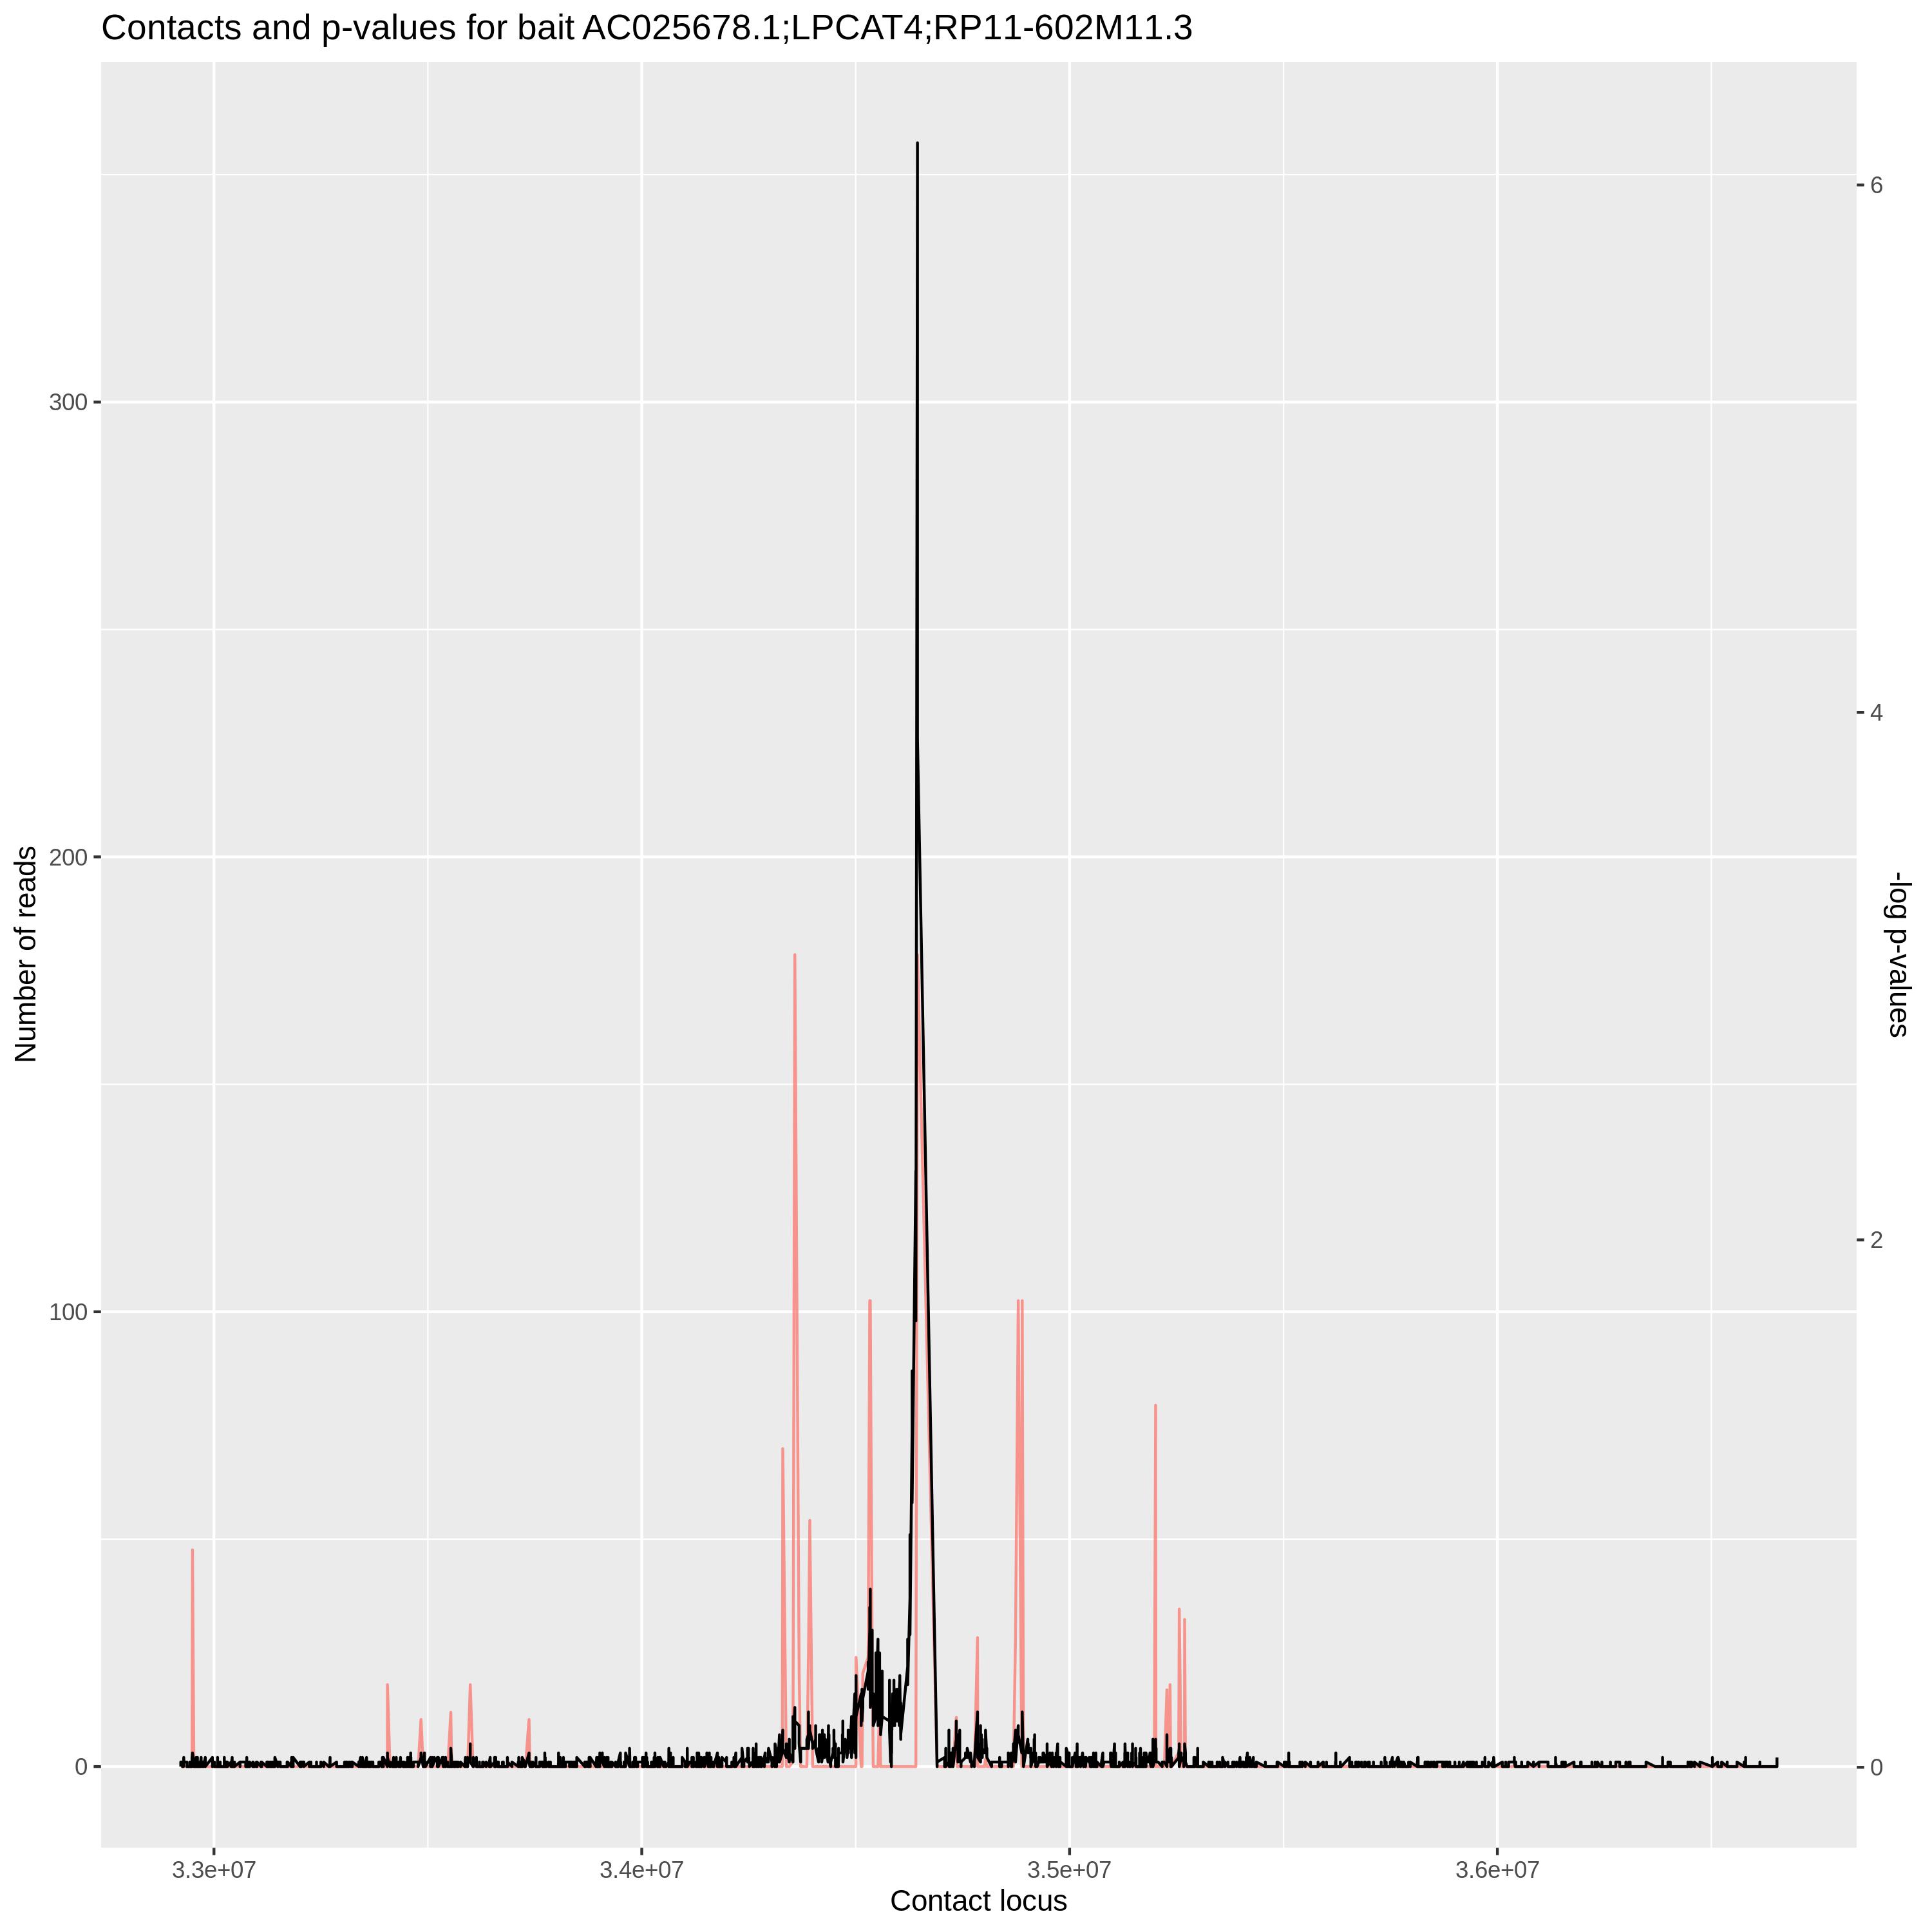 Contacts and p-values for bait AC025678.1;LPCAT4;RP11-602M11.3
300
200
100
0
Number of reads
6
4
2
0
-log p-values
3.3e+07
3.4e+07
3.5e+07
3.6e+07
Contact locus